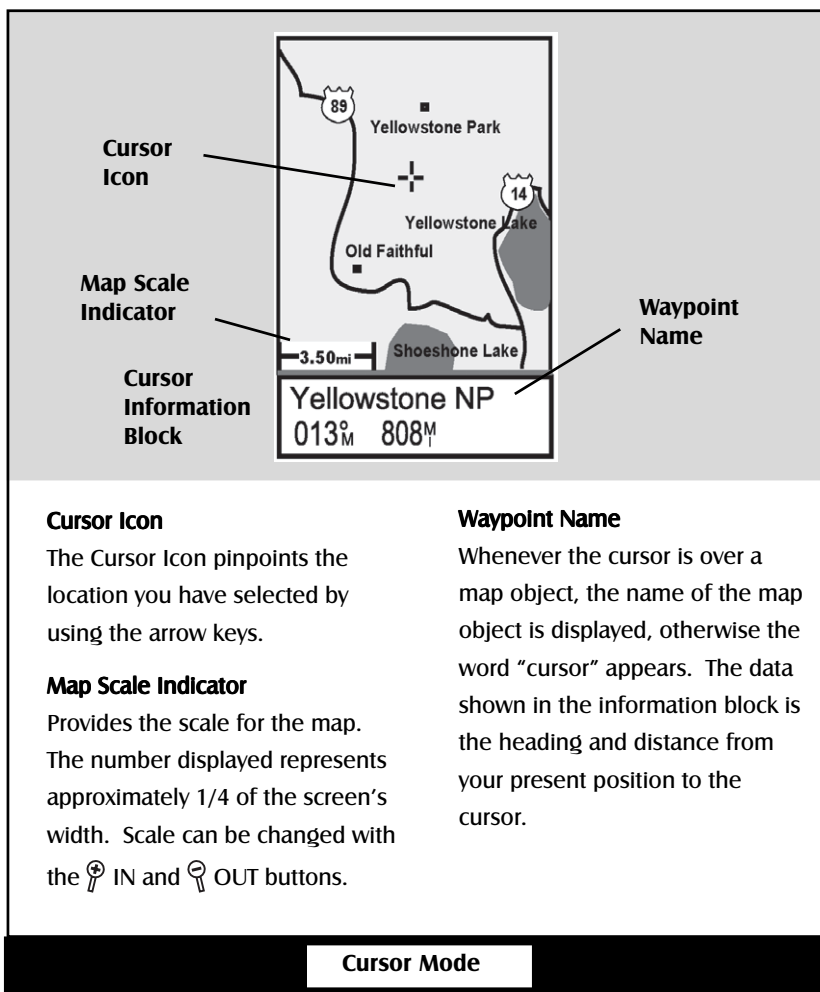 89
Yellowstone Park
Cursor
Icon
14
Yellowstone Lake
Old Faithful
Map Scale
Indicator
Waypoint
Name
3.50mi
Shoeshone Lake
Cursor
Information
Block
Yellowstone NP
013°M 808MI
Cursor Icon
The Cursor Icon pinpoints the
location you have selected by
using the arrow keys.
Map Scale Indicator
Provides the scale for the map.
The number displayed represents
approximately 1/4 of the screen's
width. Scale can be changed with
the IN and OUT buttons.
Waypoint Name
Whenever the cursor is over a
map object, the name of the map
object is displayed, otherwise the
word "cursor" appears. The data
shown in the information block is
the heading and distance from
your present position to the
cursor.
Cursor Mode